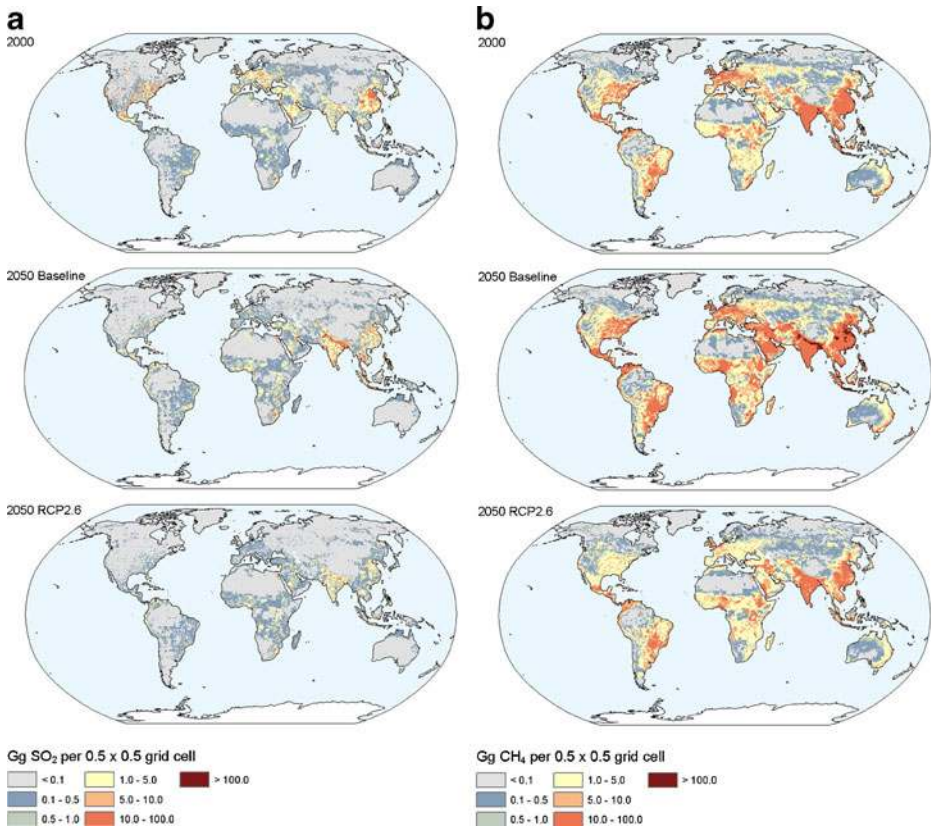 a
b
2000
2000
2050 Baseline
2050 Baseline
2050 RCP2.6
2050 RCP2.6
Gg SO₂ per 0.5 x 0.5 grid cell
< 0.1
1.0 - 5.0
> 100.0
0.1 - 0.5
5.0 - 10.0
0.5 - 1.0
10.0 - 100.0
Gg CH₄ per 0.5 x 0.5 grid cell
< 0.1
1.0 - 5.0
> 100.0
0.1 - 0.5
5.0 - 10.0
0.5 - 1.0
10.0 - 100.0